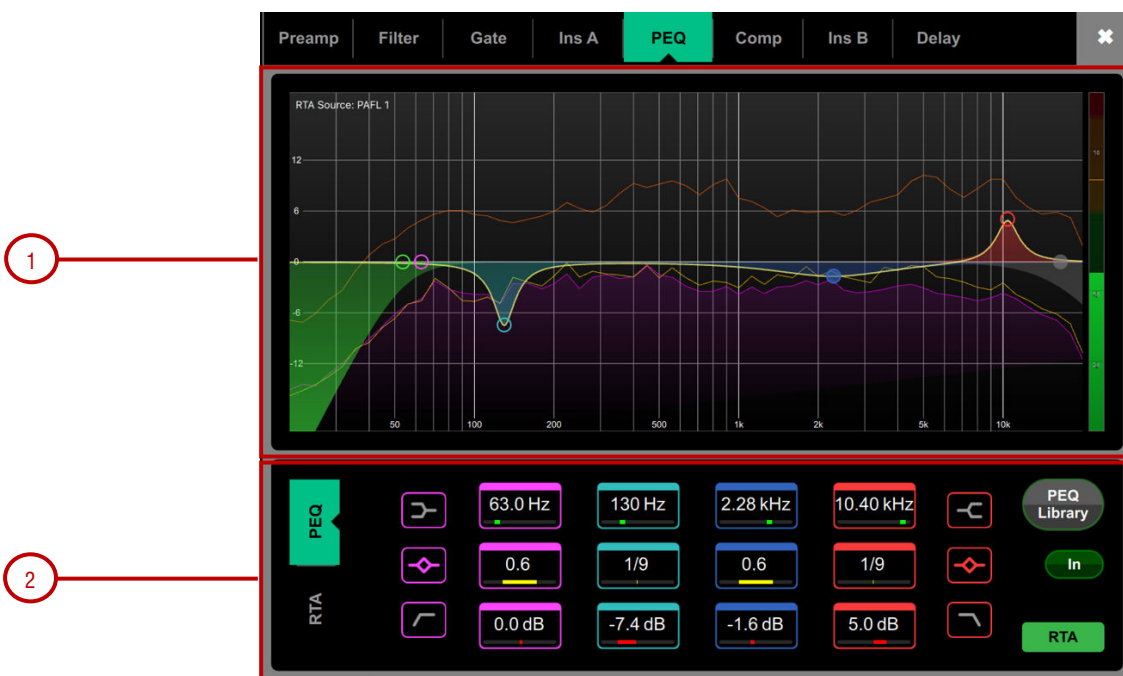 Preamp Filter Gate Ins A PEQ Comp Ins B Delay
RTA Source: PAFL 1
12
6
0
-6
-12
50 100 200 500 1k 2k 5k 10k
1
2
PEQ
RTA
63.0 Hz 130 Hz 2.28 kHz 10.40 kHz
0.6 1/9 0.6 1/9
0.0 dB -7.4 dB -1.6 dB 5.0 dB
PEQ
Library
In
RTA